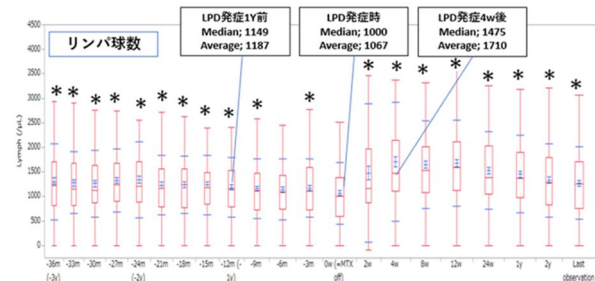 LPD発症1Y前
Median; 1149
Average; 1187
LPD発症時
Median; 1000
Average; 1067
LPD発症4w後
Median; 1475
Average; 1710
リンパ球数
Lymph (/μL)
4500
4000
3500
3000
2500
2000
1500
1000
500
0
* * * * * * * * * * * * * * * * * * *
-36m -33m -30m -27m -24m -21m -18m -15m -12m (- -9m -6m -3m 0w (=MTX 2w 4w 8w 12w 24w 1y 2y Last
(-3y) (-2y) 1y) off) observation